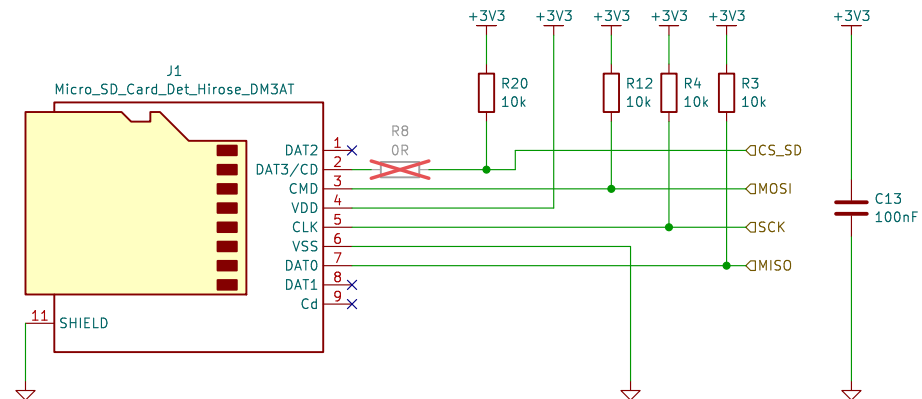 +3V3
+3V3
+3V3
+3V3
+3V3
+3V3
J1
Micro_SD_Card_Det_Hirose_DM3AT
R20
10k
R12
10k
R4
10k
R3
10k
R8
0R
DAT2 1
DAT3/CD 2
CMD 3
VDD 4
CLK 5
VSS 6
DAT0 7
DAT1 8
Cd 9
11 SHIELD
CS_SD
MOSI
SCK
MISO
C13
100nF